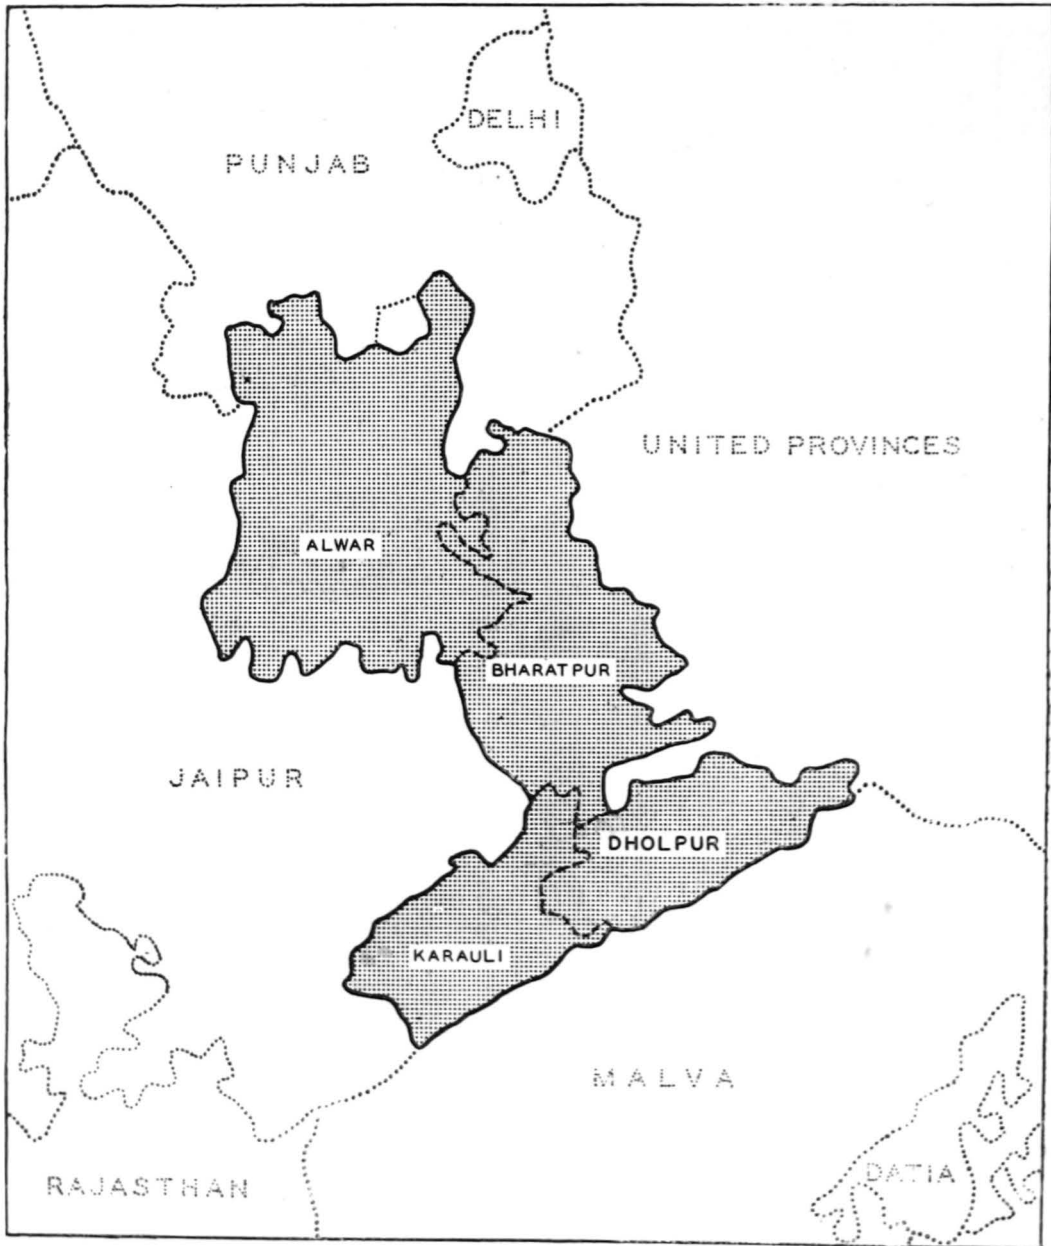 DELHI
PUNJAB
UNITED PROVINCES
ALWAR
BHARATPUR
JAIPUR
DHOLPUR
KARAULI
MALVA
DATIA
RAJASTHAN